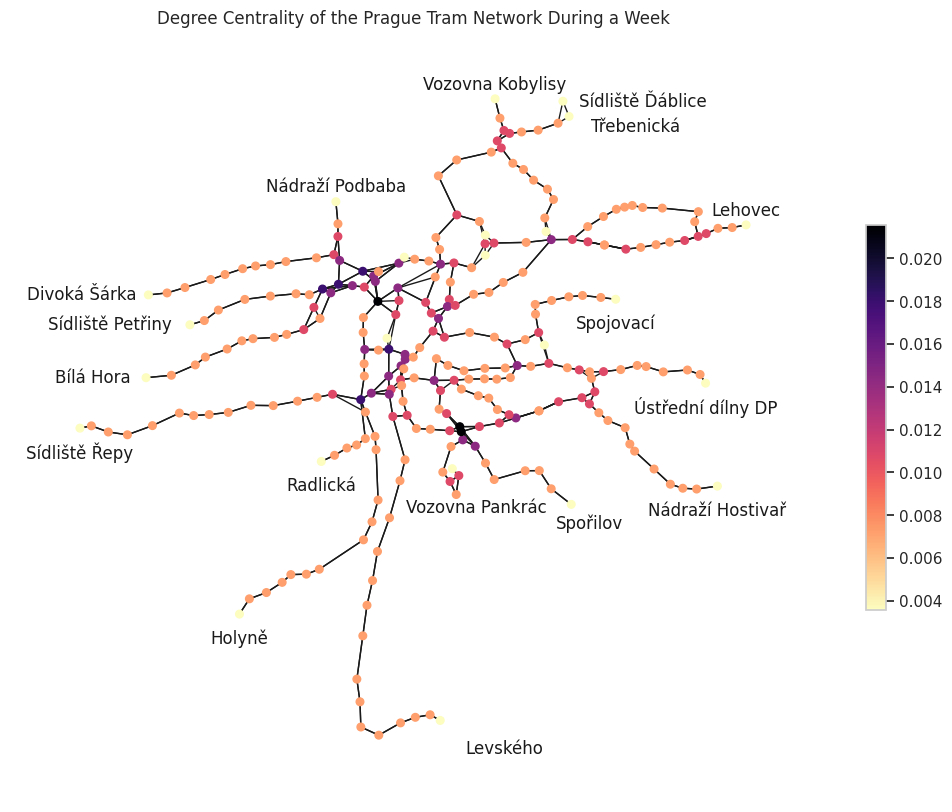 Degree Centrality of the Prague Tram Network During a Week
Vozovna Kobylisy
Sídliště Ďáblice
Třebenická
Nádraží Podbaba
Lehovec
Divoká Šárka
Sídliště Petřiny
Spojovací
Bílá Hora
Ústřední dílny DP
Sídliště Řepy
Radlická
Vozovna Pankrác
Nádraží Hostivař
Spořilov
Holyně
Levského
0.020
0.018
0.016
0.014
0.012
0.010
0.008
0.006
0.004